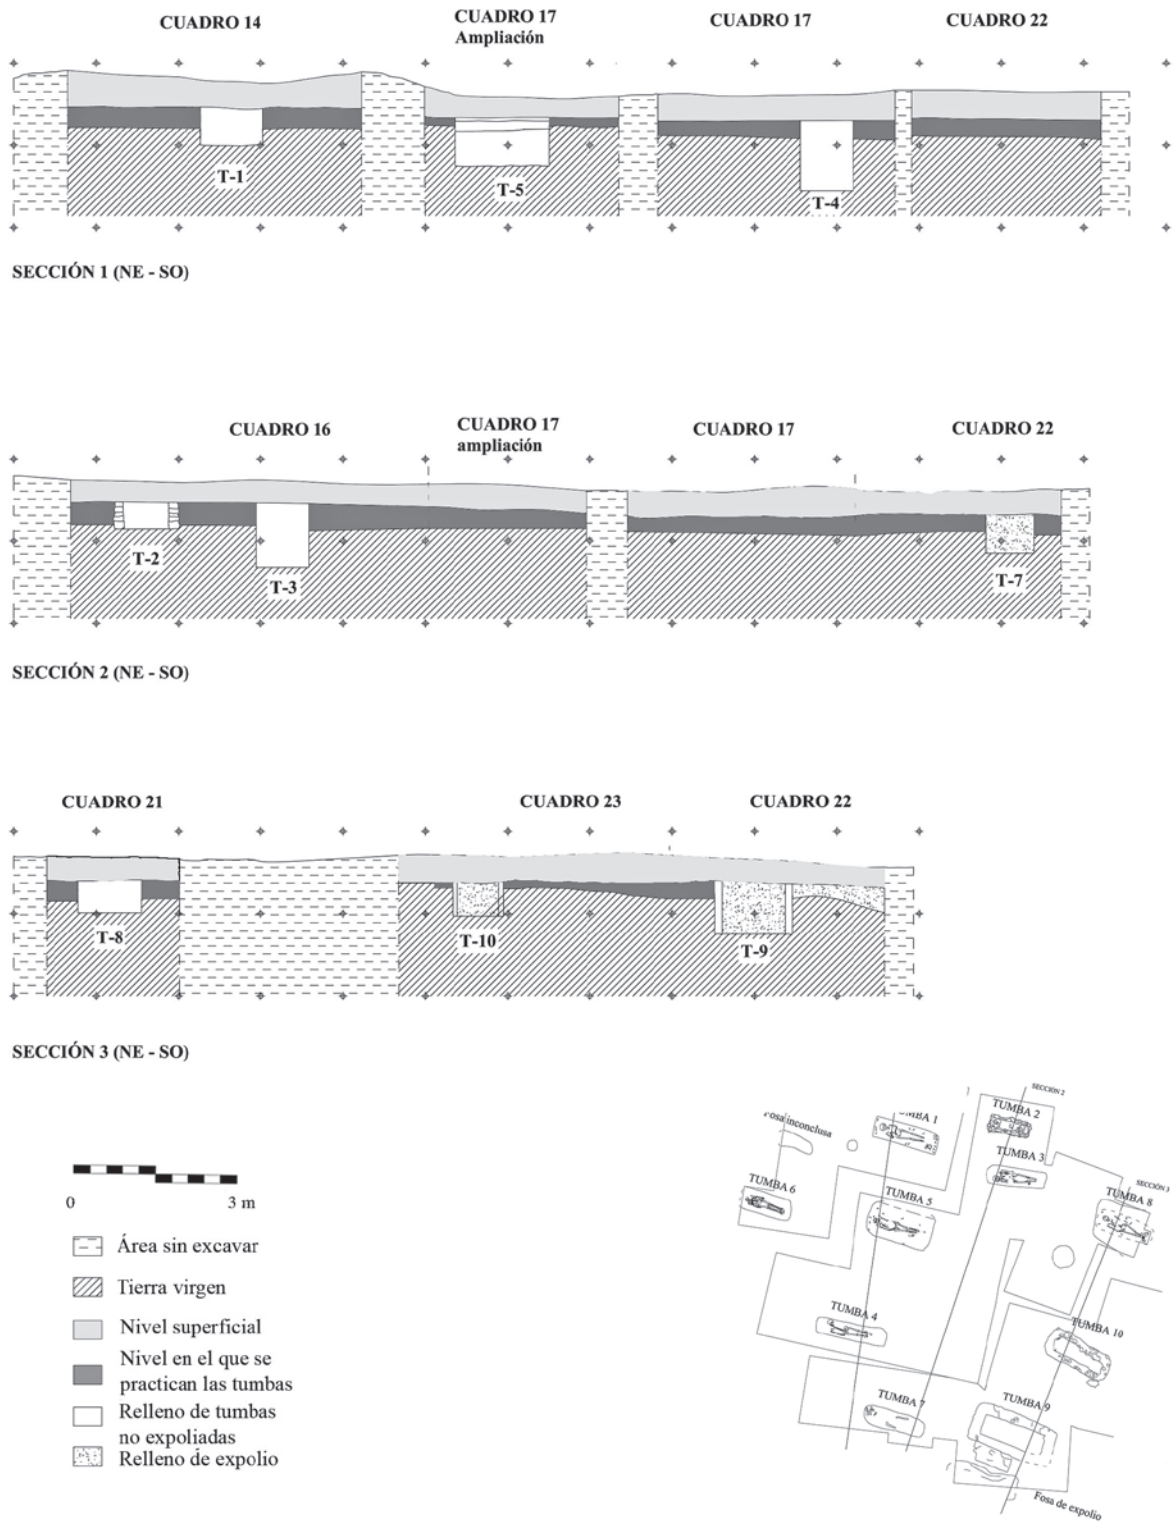 CUADRO 14
CUADRO 17
Ampliación
CUADRO 17
CUADRO 22
T-1
T-5
T-4
SECCIÓN 1 (NE - SO)
CUADRO 16
CUADRO 17
ampliación
CUADRO 17
CUADRO 22
T-2
T-3
T-7
SECCIÓN 2 (NE - SO)
CUADRO 21
CUADRO 23
CUADRO 22
T-8
T-10
T-9
SECCIÓN 3 (NE - SO)
0 3 m
Área sin excavar
Tierra virgen
Nivel superficial
Nivel en el que se
practican las tumbas
Relleno de tumbas
no expoliadas
Relleno de expolio
SECCIÓN 2
TUMBA 2
UMBA 1
Fosa inconclusa
TUMBA 3
SECCIÓN 3
TUMBA 6
TUMBA 5
TUMBA 8
TUMBA 4
TUMBA 10
TUMBA 7
TUMBA 9
Fosa de expolio